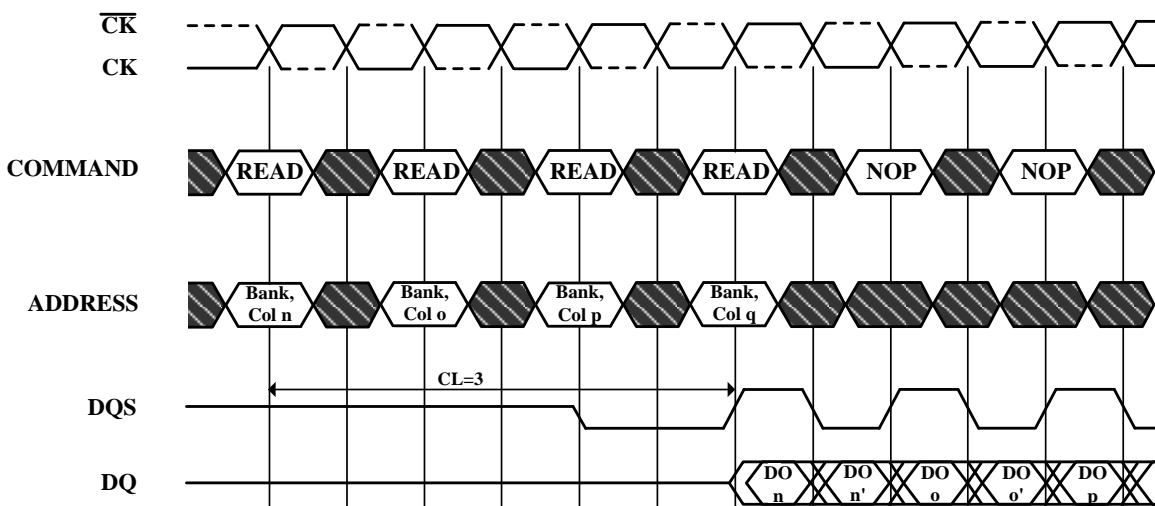 CK
CK
COMMAND
READ
READ
READ
READ
NOP
NOP
ADDRESS
Bank,
Col n
Bank,
Col o
Bank,
Col p
Bank,
Col q
CL=3
DQS
DQ
DO
n
DO
n'
DO
o
DO
o'
DO
p